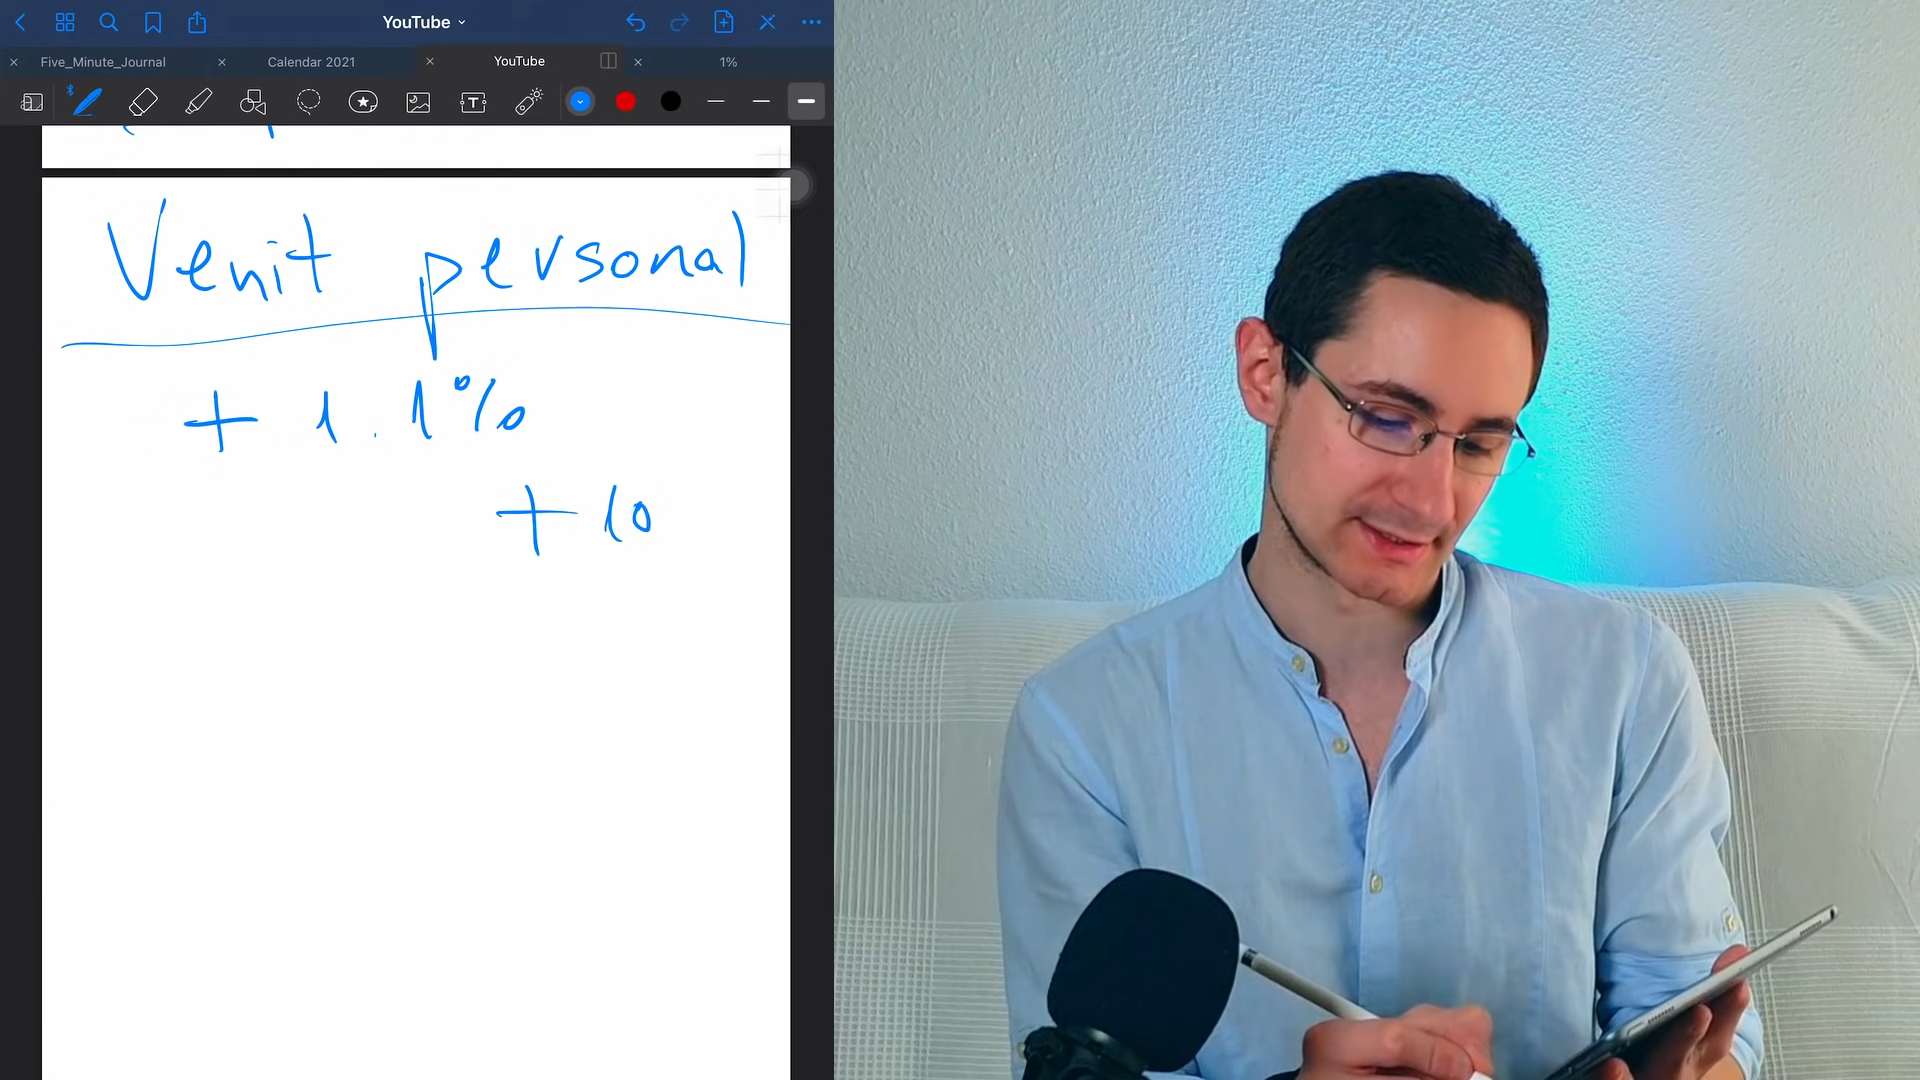 YouTube
Five_Minute_Journal
Calendar 2021
YouTube
1%
T
Venit personal
+ 1.1%
+ 10